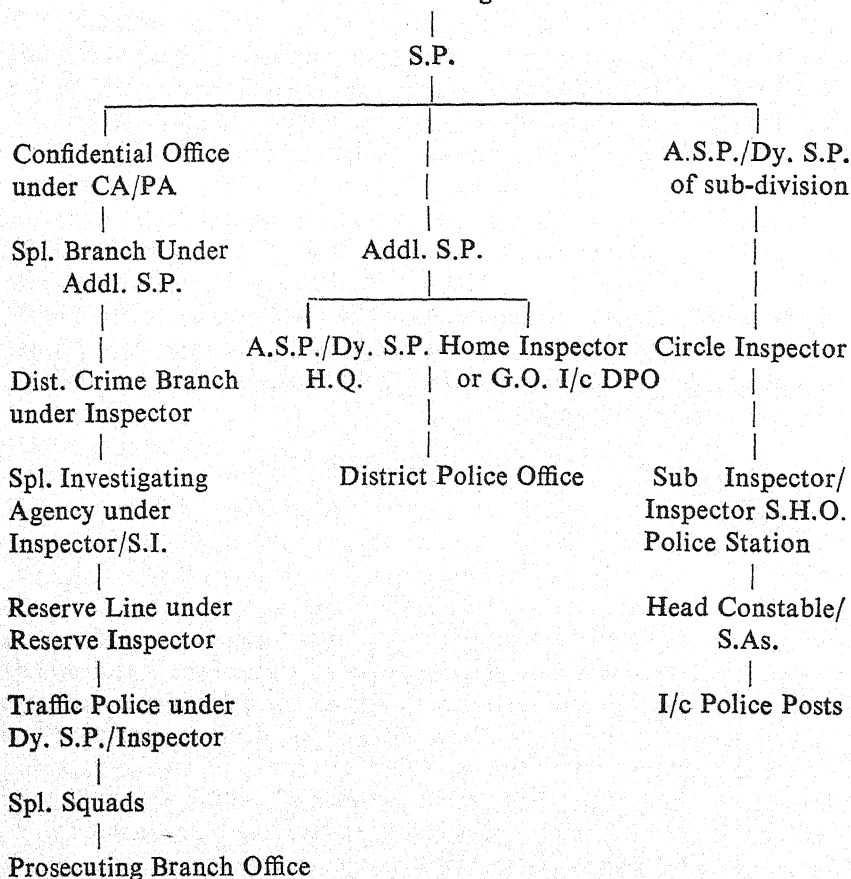 S.P.
Confidential Office
under CA/PA
Spl. Branch Under
Addl. S.P.
Dist. Crime Branch
under Inspector
Spl. Investigating
Agency under
Inspector/S.I.
Reserve Line under
Reserve Inspector
Traffic Police under
Dy. S.P./Inspector
Spl. Squads
Prosecuting Branch Office
Addl. S.P.
A.S.P./Dy. S.P.
H.Q.
Home Inspector
or G.O. I/c DPO
District Police Office
A.S.P./Dy. S.P.
of sub-division
Circle Inspector
Sub Inspector/
Inspector S.H.O.
Police Station
Head Constable/
S.As.
I/c Police Posts